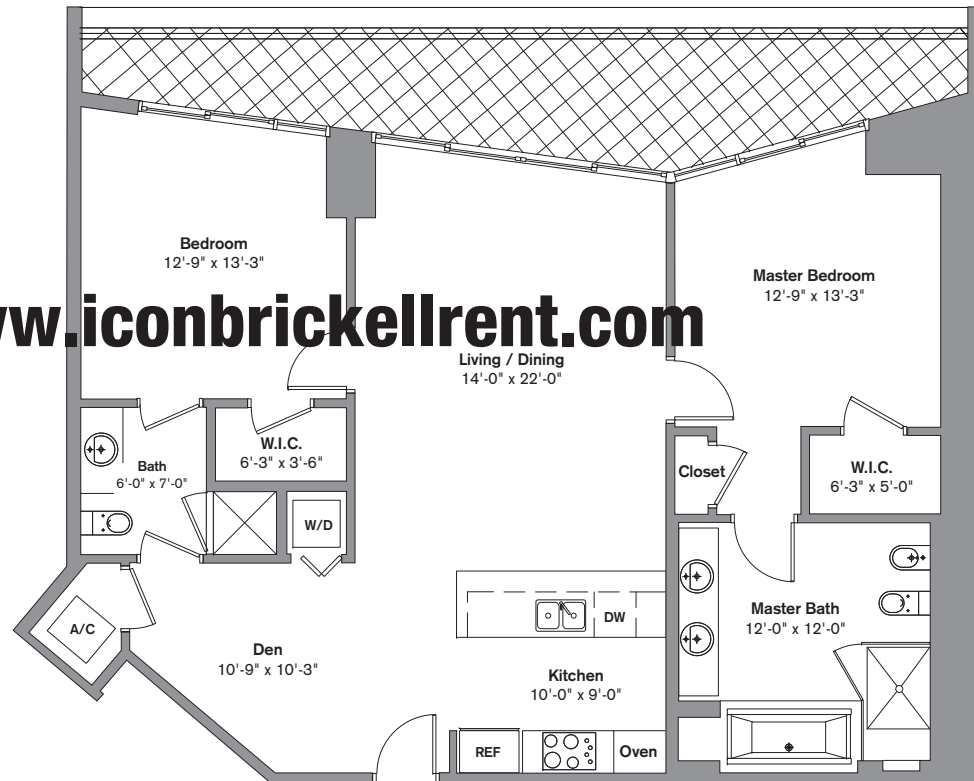 Bedroom
12'-9" x 13'-3"
Master Bedroom
12'-9" x 13'-3"
w.iconbrickellrent.com
Living / Dining
14'-0" x 22'-0"
W.I.C.
6'-3" x 3'-6"
Bath
6'-0" x 7'-0"
Closet
W.I.C.
6'-3" x 5'-0"
W/D
A/C
DW
Master Bath
12'-0" x 12'-0"
Den
10'-9" x 10'-3"
Kitchen
10'-0" x 9'-0"
REF
Oven